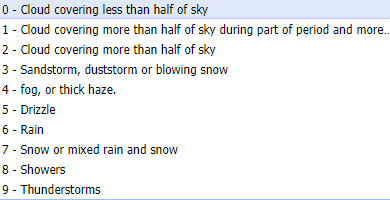 0 - Cloud covering less than half of sky
1 - Cloud covering more than half of sky during part of period and more..
2 - Cloud covering more than half of sky
3 - Sandstorm, duststorm or blowing snow
4 - fog, or thick haze.
5 - Drizzle
6 - Rain
7 - Snow or mixed rain and snow
8 - Showers
9 - Thunderstorms